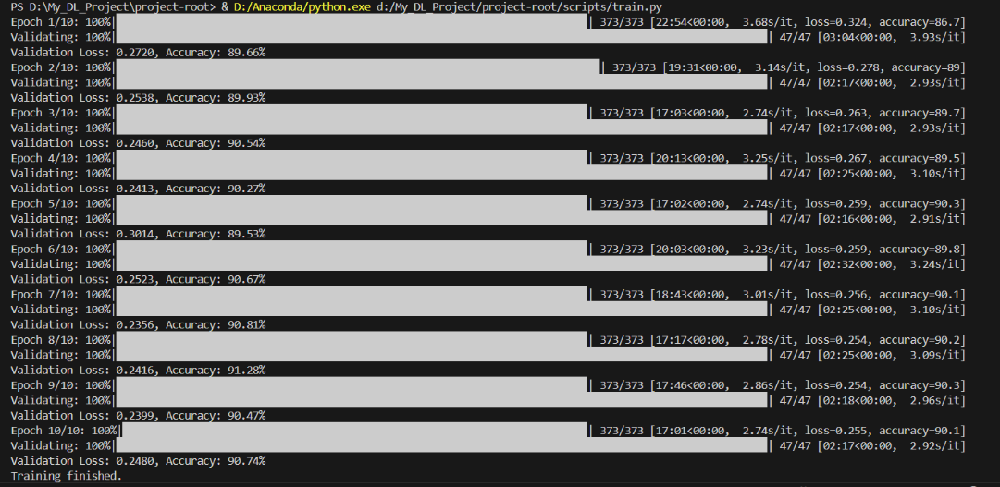 PS D:\My_DL_Project\project-root> & D:/Anaconda/python.exe d:/My_DL_Project/project-root/scripts/train.py
Epoch 1/10: 100%| | 373/373 [22:54<00:00, 3.68s/it, loss=0.324, accuracy=86.7]
Validating: 100%| | 47/47 [03:04<00:00, 3.93s/it]
Validation Loss: 0.2720, Accuracy: 89.66%
Epoch 2/10: 100%| | 373/373 [19:31<00:00, 3.14s/it, loss=0.278, accuracy=89]
Validating: 100%| | 47/47 [02:17<00:00, 2.93s/it]
Validation Loss: 0.2538, Accuracy: 89.93%
Epoch 3/10: 100%| | 373/373 [17:03<00:00, 2.74s/it, loss=0.263, accuracy=89.7]
Validating: 100%| | 47/47 [02:17<00:00, 2.93s/it]
Validation Loss: 0.2460, Accuracy: 90.54%
Epoch 4/10: 100%| | 373/373 [20:13<00:00, 3.25s/it, loss=0.267, accuracy=89.5]
Validating: 100%| | 47/47 [02:25<00:00, 3.10s/it]
Validation Loss: 0.2413, Accuracy: 90.27%
Epoch 5/10: 100%| | 373/373 [17:02<00:00, 2.74s/it, loss=0.259, accuracy=90.3]
Validating: 100%| | 47/47 [02:16<00:00, 2.91s/it]
Validation Loss: 0.3014, Accuracy: 89.53%
Epoch 6/10: 100%| | 373/373 [20:03<00:00, 3.23s/it, loss=0.259, accuracy=89.8]
Validating: 100%| | 47/47 [02:32<00:00, 3.24s/it]
Validation Loss: 0.2523, Accuracy: 90.67%
Epoch 7/10: 100%| | 373/373 [18:43<00:00, 3.01s/it, loss=0.256, accuracy=90.1]
Validating: 100%| | 47/47 [02:25<00:00, 3.10s/it]
Validation Loss: 0.2356, Accuracy: 90.81%
Epoch 8/10: 100%| | 373/373 [17:17<00:00, 2.78s/it, loss=0.254, accuracy=90.2]
Validating: 100%| | 47/47 [02:25<00:00, 3.09s/it]
Validation Loss: 0.2416, Accuracy: 91.28%
Epoch 9/10: 100%| | 373/373 [17:46<00:00, 2.86s/it, loss=0.254, accuracy=90.3]
Validating: 100%| | 47/47 [02:18<00:00, 2.96s/it]
Validation Loss: 0.2399, Accuracy: 90.47%
Epoch 10/10: 100%| | 373/373 [17:01<00:00, 2.74s/it, loss=0.255, accuracy=90.1]
Validating: 100%| | 47/47 [02:17<00:00, 2.92s/it]
Validation Loss: 0.2480, Accuracy: 90.74%
Training finished.